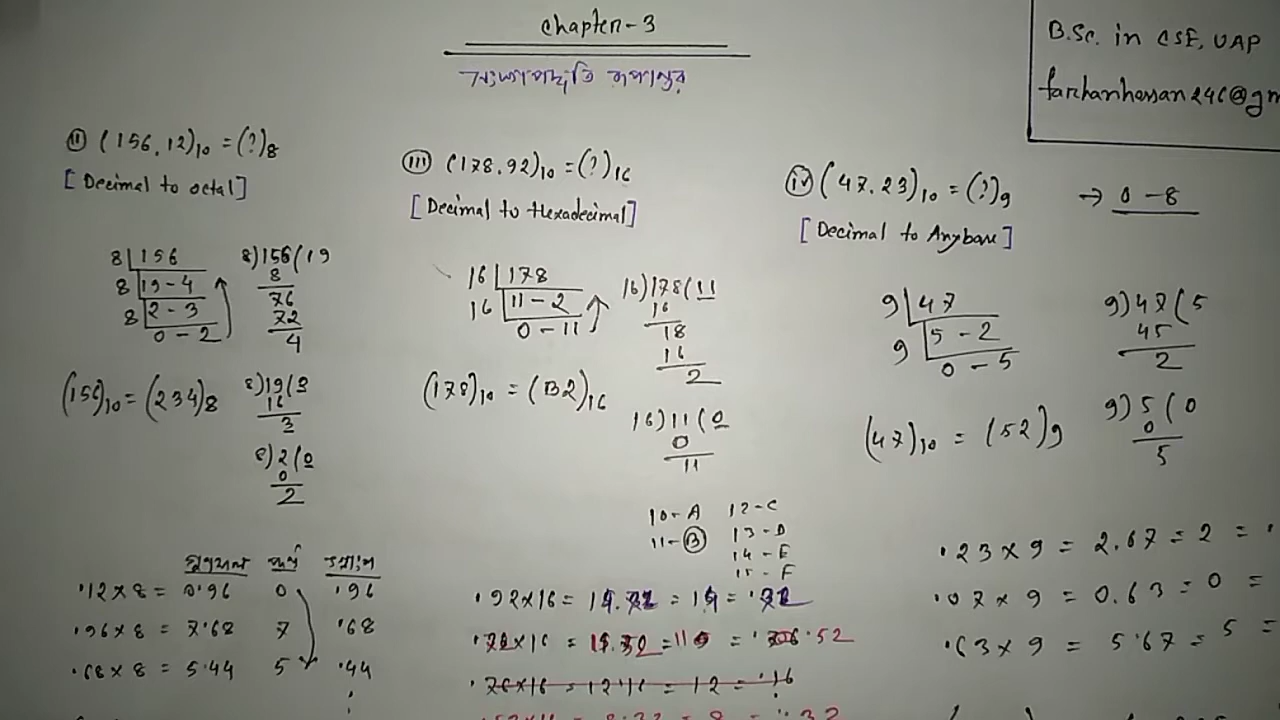 Chapter-3
B.Sc. in CSE, UAP
farhanhassan246@gm
ii (156.12)10 = (?)8
[Decimal to octal]
8 156
8 19 - 4
8 2 - 3
0 - 2
8)156(19
8
76
72
4
(156)10 = (234)8
8)19(2
16
3
8)2(0
0
2
গুণফল পূর্ণ ভগ্নাংশ
.12 x 8 = 0.96 0 .96
.96 x 8 = 7.68 7 .68
.68 x 8 = 5.44 5 .44
iii (178.92)10 = (?)16
[Decimal to Hexadecimal]
16 178
16 11 - 2
0 - 11
16)178(11
16
18
16
2
(178)10 = (B2)16
16)11(0
0
11
10-A 12-C
11-B 13-D
14-E
15-F
.92 x 16 =
iv (47.23)10 = (?)9 → 0-8
[Decimal to Anybase]
9 47
9 5 - 2
0 - 5
9)47(5
45
2
(47)10 = (52)9
9)5(0
0
5
.23 x 9 = 2.07 = 2 =
.07 x 9 = 0.63 = 0 =
.63 x 9 = 5.67 = 5 =